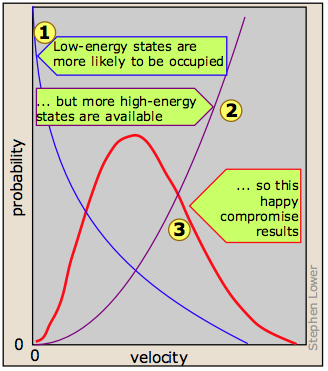 1
Low-energy states are
more likely to be occupied
... but more high-energy
states are available
2
... so this
happy
compromise
results
3
probability
0
0
velocity
Stephen Lower